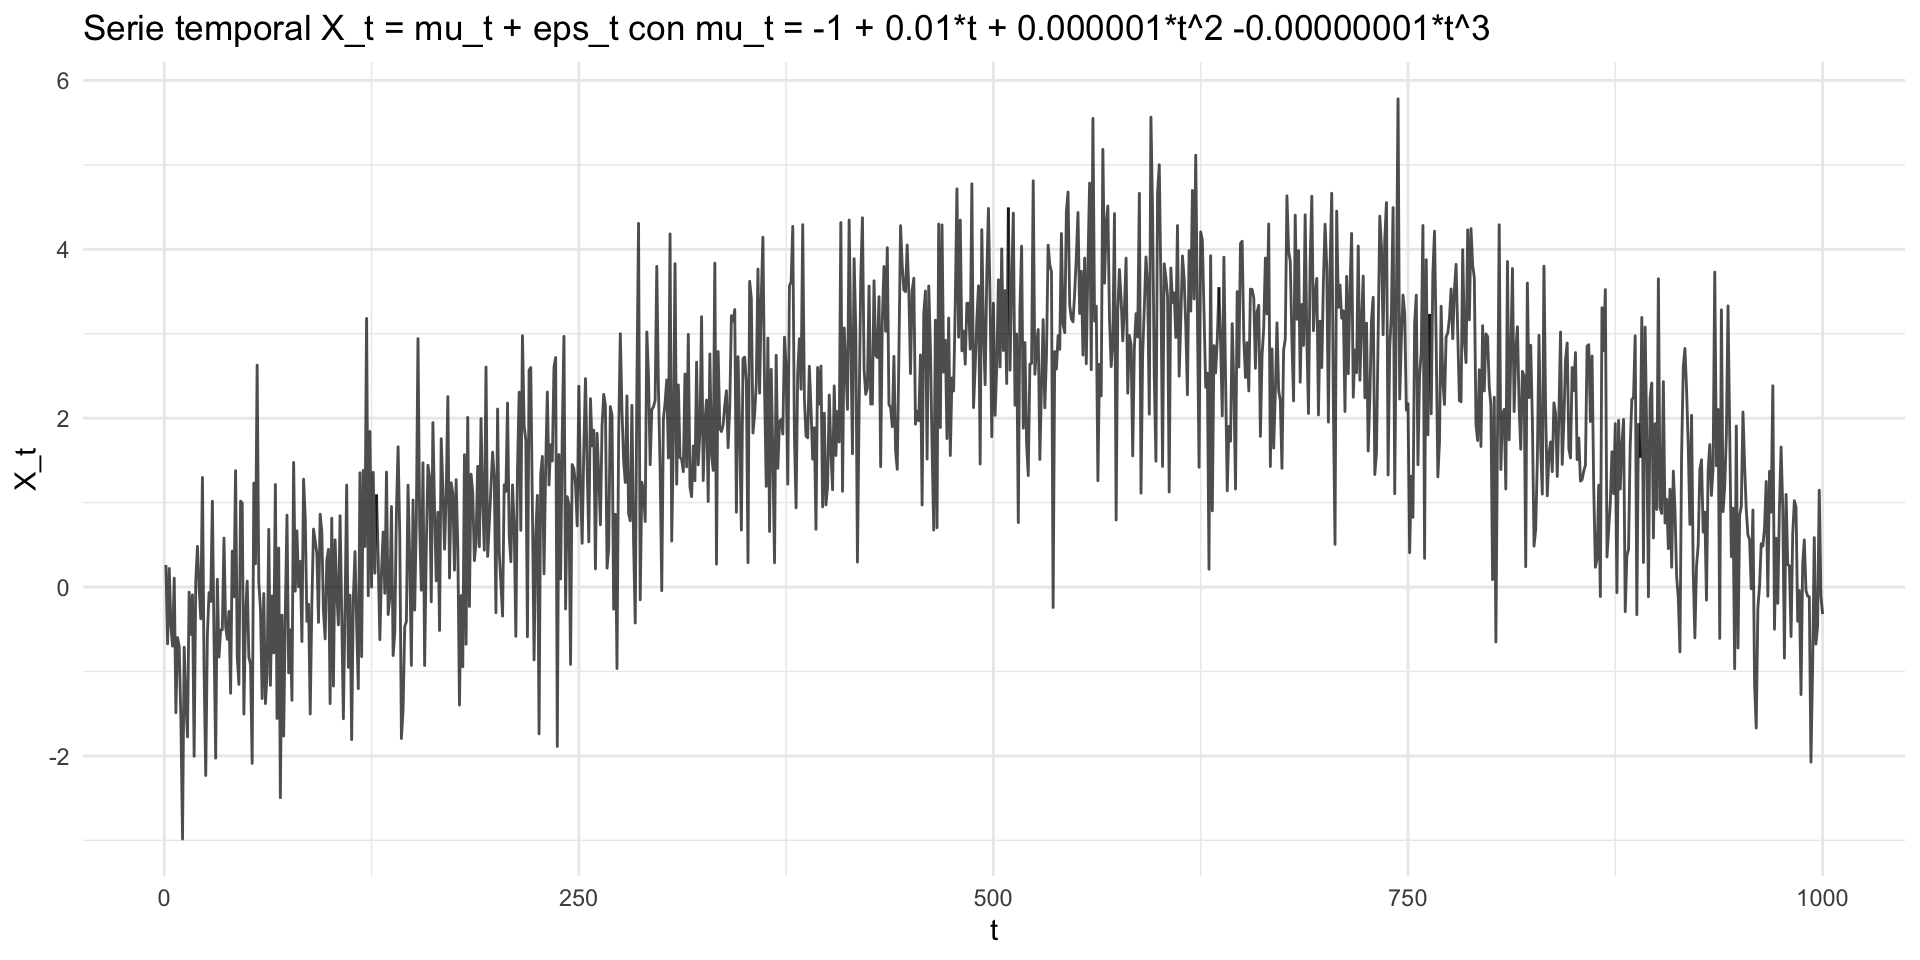 Serie temporal X_t = mu_t + eps_t con mu_t = -1 + 0.01*t + 0.000001*t^2 -0.00000001*t^3
6
4
2
0
-2
X_t
0 250 500 750 1000
t